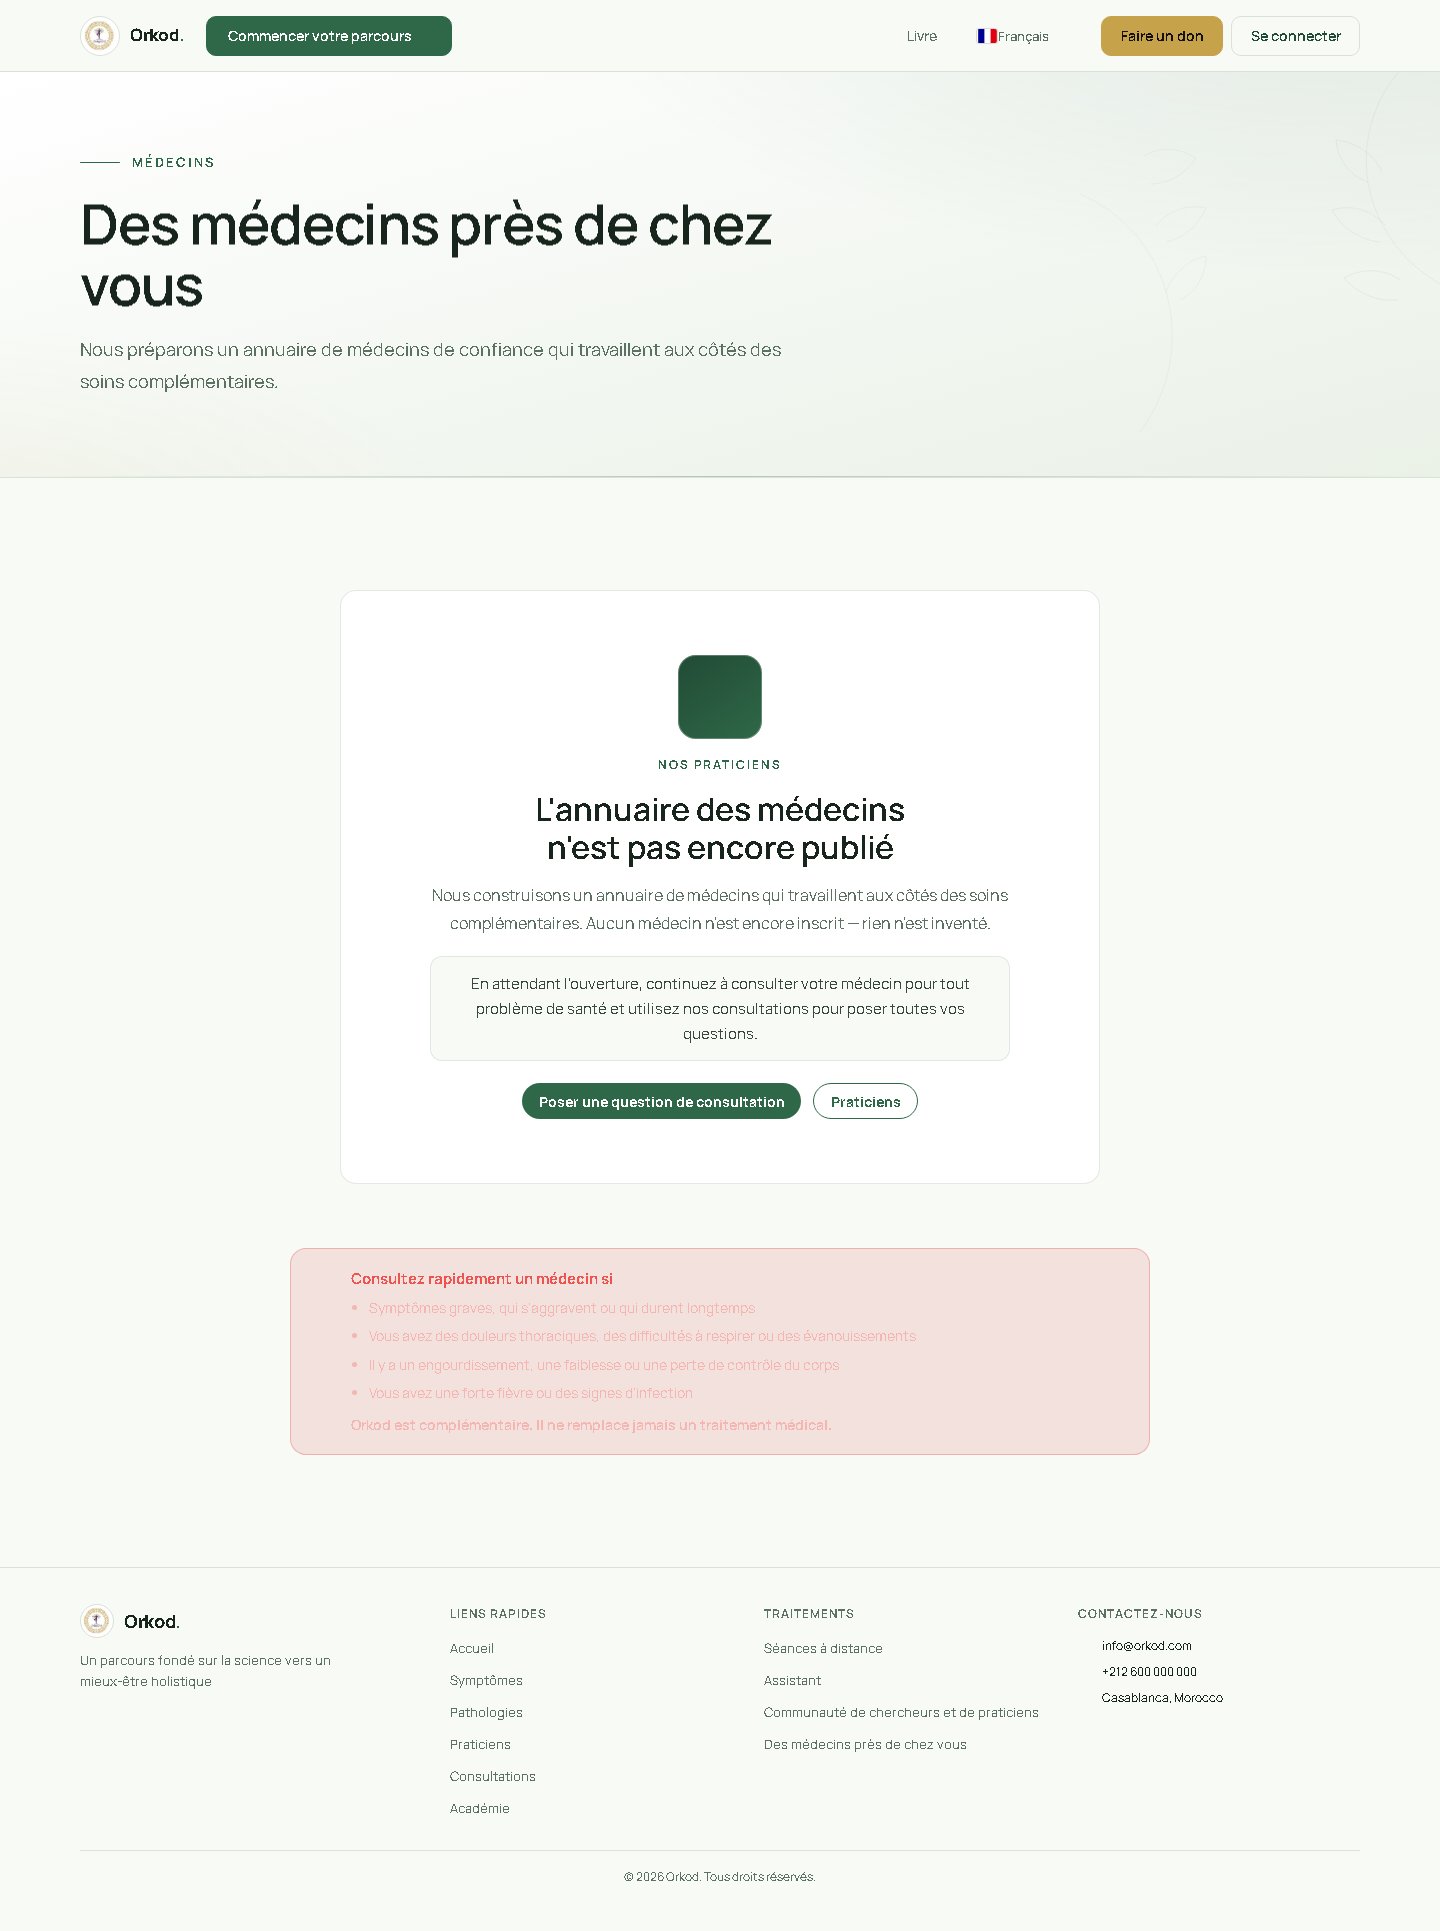 Orkod.
Commencer votre parcours
Livre
Français
Faire un don
Se connecter
MÉDECINS
Des médecins près de chez
vous
Nous préparons un annuaire de médecins de confiance qui travaillent aux côtés des
soins complémentaires.
NOS PRATICIENS
L'annuaire des médecins
n'est pas encore publié
Nous construisons un annuaire de médecins qui travaillent aux côtés des soins
complémentaires. Aucun médecin n'est encore inscrit — rien n'est inventé.
En attendant l'ouverture, continuez à consulter votre médecin pour tout
problème de santé et utilisez nos consultations pour poser toutes vos
questions.
Poser une question de consultation
Praticiens
Consultez rapidement un médecin si
• Symptômes graves, qui s'aggravent ou qui durent longtemps
• Vous avez des douleurs thoraciques, des difficultés à respirer ou des évanouissements
• Il y a un engourdissement, une faiblesse ou une perte de contrôle du corps
• Vous avez une forte fièvre ou des signes d'infection
Orkod est complémentaire. Il ne remplace jamais un traitement médical.
Orkod.
Un parcours fondé sur la science vers un
mieux-être holistique
LIENS RAPIDES
Accueil
Symptômes
Pathologies
Praticiens
Consultations
Académie
TRAITEMENTS
Séances à distance
Assistant
Communauté de chercheurs et de praticiens
Des médecins près de chez vous
CONTACTEZ-NOUS
info@orkod.com
+212 600 000 000
Casablanca, Morocco
© 2026 Orkod. Tous droits réservés.